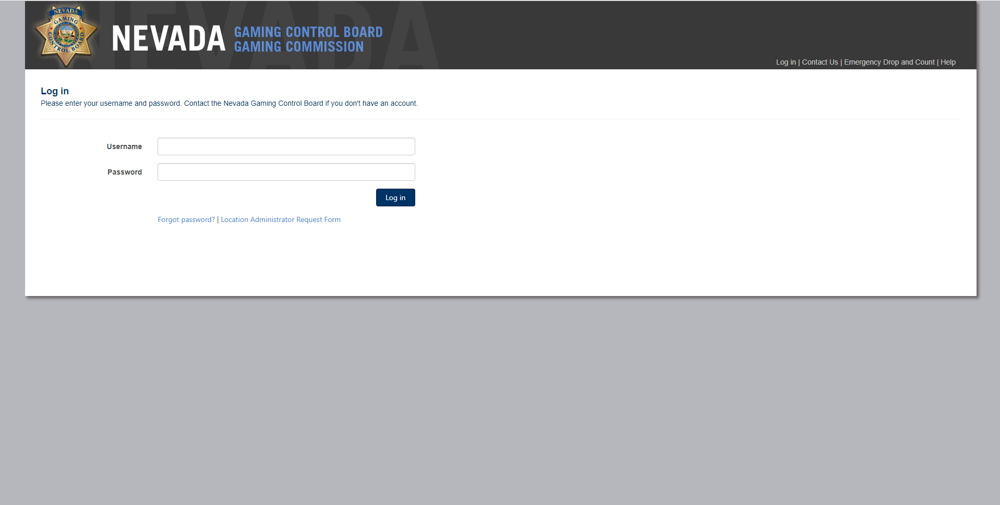 NEVADA
GAMING
CONTROL BOARD
NEVADA
GAMING CONTROL BOARD
GAMING COMMISSION
NEVADA
Log in | Contact Us | Emergency Drop and Count | Help
Log in
Please enter your username and password. Contact the Nevada Gaming Control Board if you don't have an account.
Username
Password
Log in
Forgot password? | Location Administrator Request Form